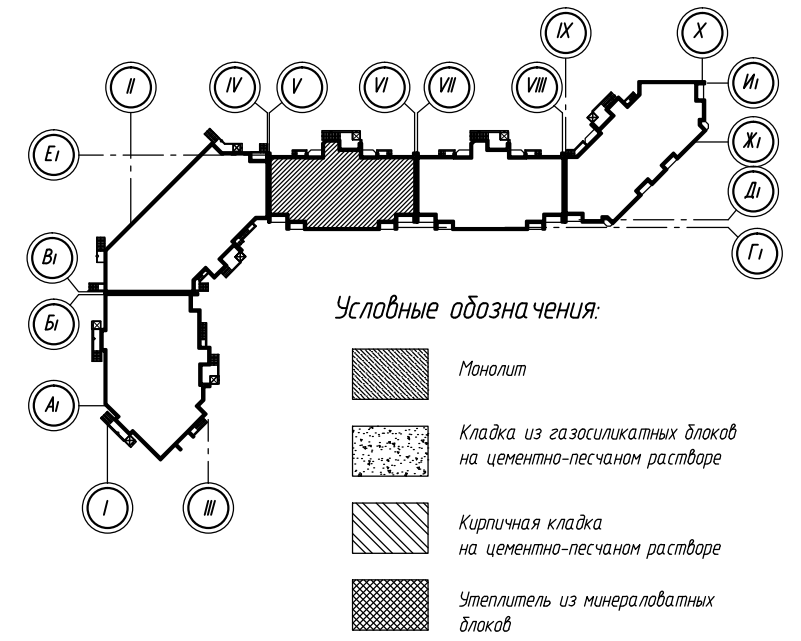 IX
X
II
IV
V
VI
VII
VIII
И1
Е1
Ж1
Д1
В1
Г1
Б1
Условные обозначения:
Монолит
А1
Кладка из газосиликатных блоков
на цементно-песчаном растворе
I
III
Кирпичная кладка
на цементно-песчаном растворе
Утеплитель из минераловатных
блоков